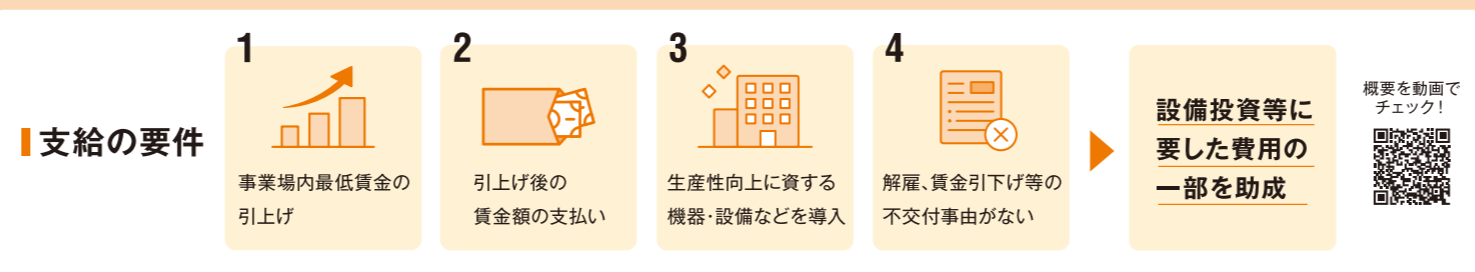 支給の要件
1
事業場内最低賃金の
引上げ
2
引上げ後の
賃金額の支払い
3
生産性向上に資する
機器･設備などを導入
4
解雇、賃金引下げ等の
不交付事由がない
設備投資等に
要した費用の
一部を助成
概要を動画で
チェック！